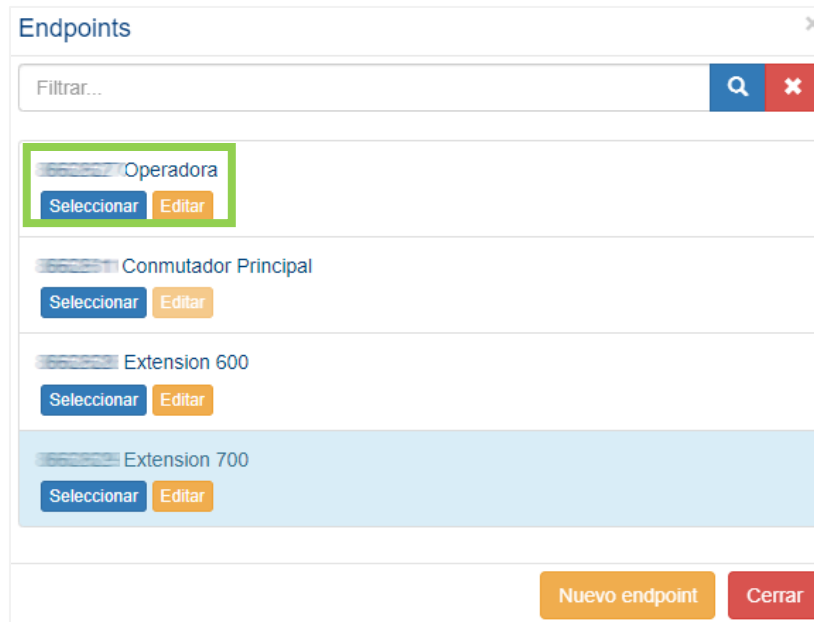 Endpoints
Filtrar...
Operadora
Seleccionar Editar
Conmutador Principal
Seleccionar Editar
Extension 600
Seleccionar Editar
Extension 700
Seleccionar Editar
Nuevo endpoint Cerrar